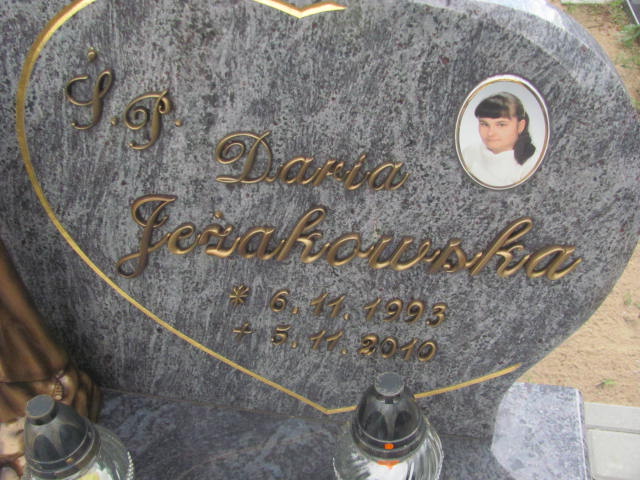 Ś.P.
Daria
Jeżakowska
* 6.11.1993
+ 5.11.2010